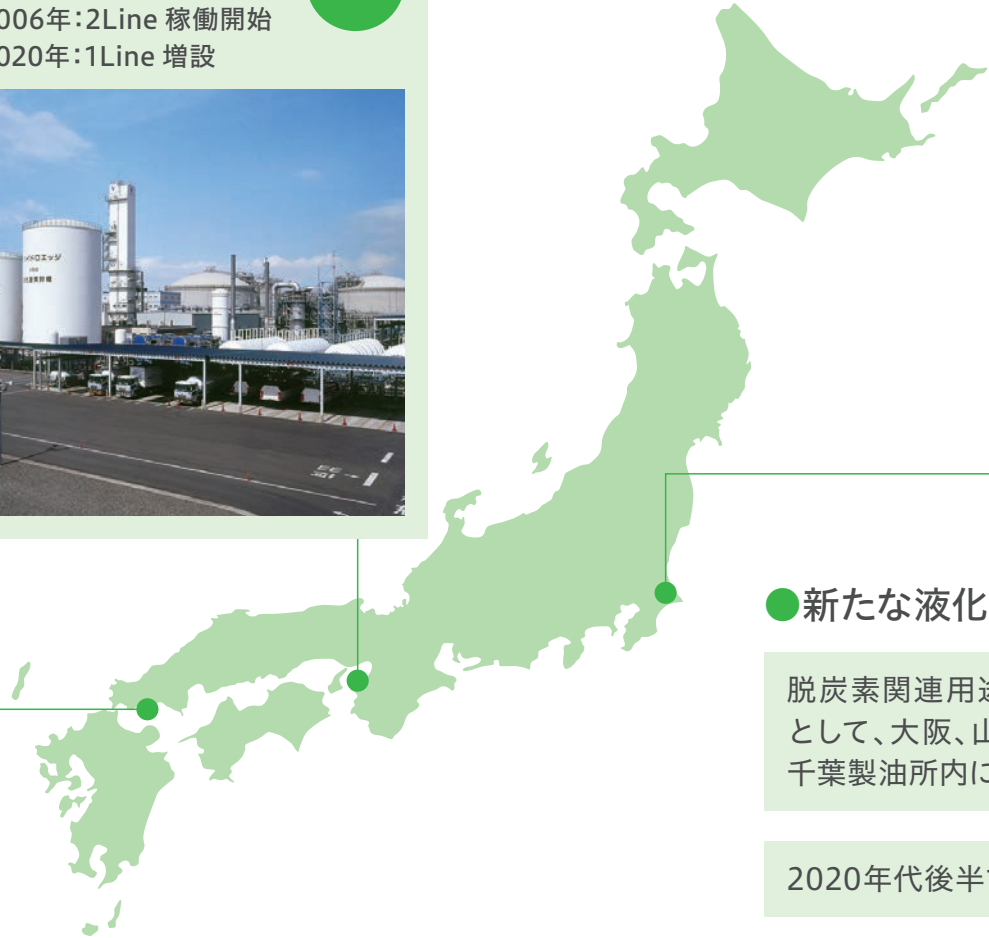 006年：2Line 稼働開始
020年：1Line 増設
●新たな液化
脱炭素関連用途
として、大阪、山
千葉製油所内に
2020年代後半